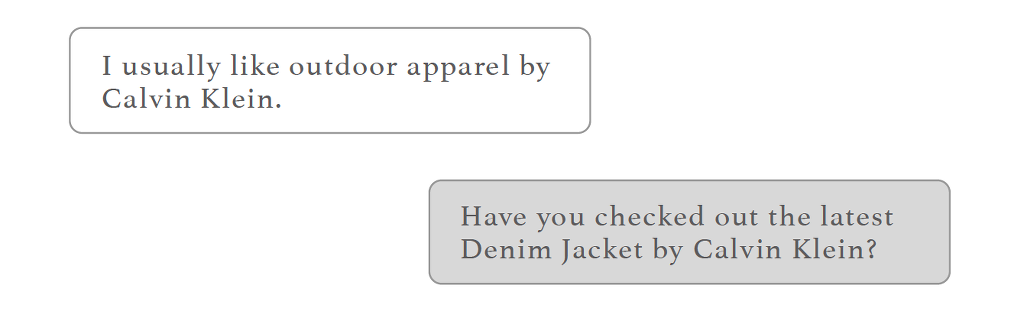 I usually like outdoor apparel by
Calvin Klein.
Have you checked out the latest
Denim Jacket by Calvin Klein?